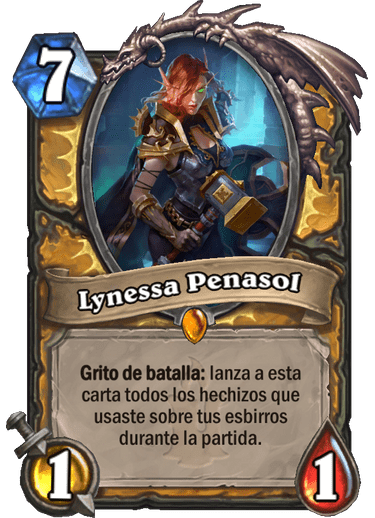 7
Lynessa Penasol
Grito de batalla: lanza a esta
carta todos los hechizos que
usaste sobre tus esbirros
durante la partida.
1
1